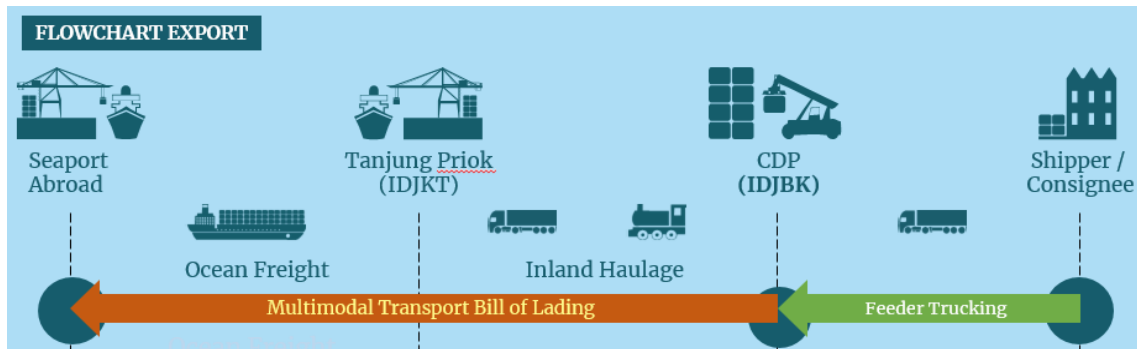 FLOWCHART EXPORT
Seaport
Abroad
Tanjung Priok
(IDJKT)
CDP
(IDJBK)
Shipper /
Consignee
Ocean Freight
Inland Haulage
Multimodal Transport Bill of Lading
Feeder Trucking